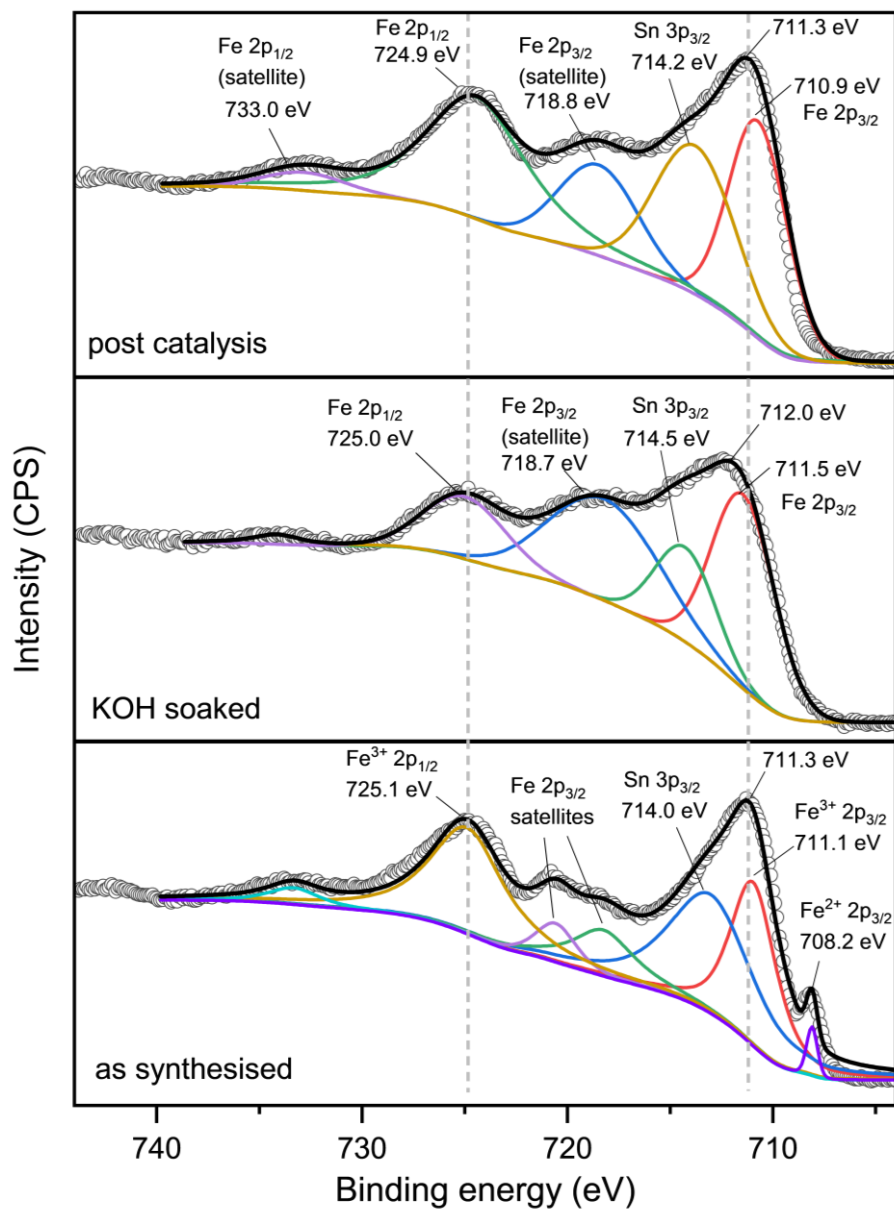 Fe 2p1/2
(satellite)
733.0 eV
Fe 2p1/2
724.9 eV
Fe 2p3/2
(satellite)
718.8 eV
Sn 3p3/2
714.2 eV
711.3 eV
710.9 eV
Fe 2p3/2
post catalysis
Fe 2p1/2
725.0 eV
Fe 2p3/2
(satellite)
718.7 eV
Sn 3p3/2
714.5 eV
712.0 eV
711.5 eV
Fe 2p3/2
KOH soaked
Fe3+ 2p1/2
725.1 eV
Fe 2p3/2
satellites
Sn 3p3/2
714.0 eV
711.3 eV
Fe3+ 2p3/2
711.1 eV
Fe2+ 2p3/2
708.2 eV
as synthesised
Intensity (CPS)
740 730 720 710
Binding energy (eV)